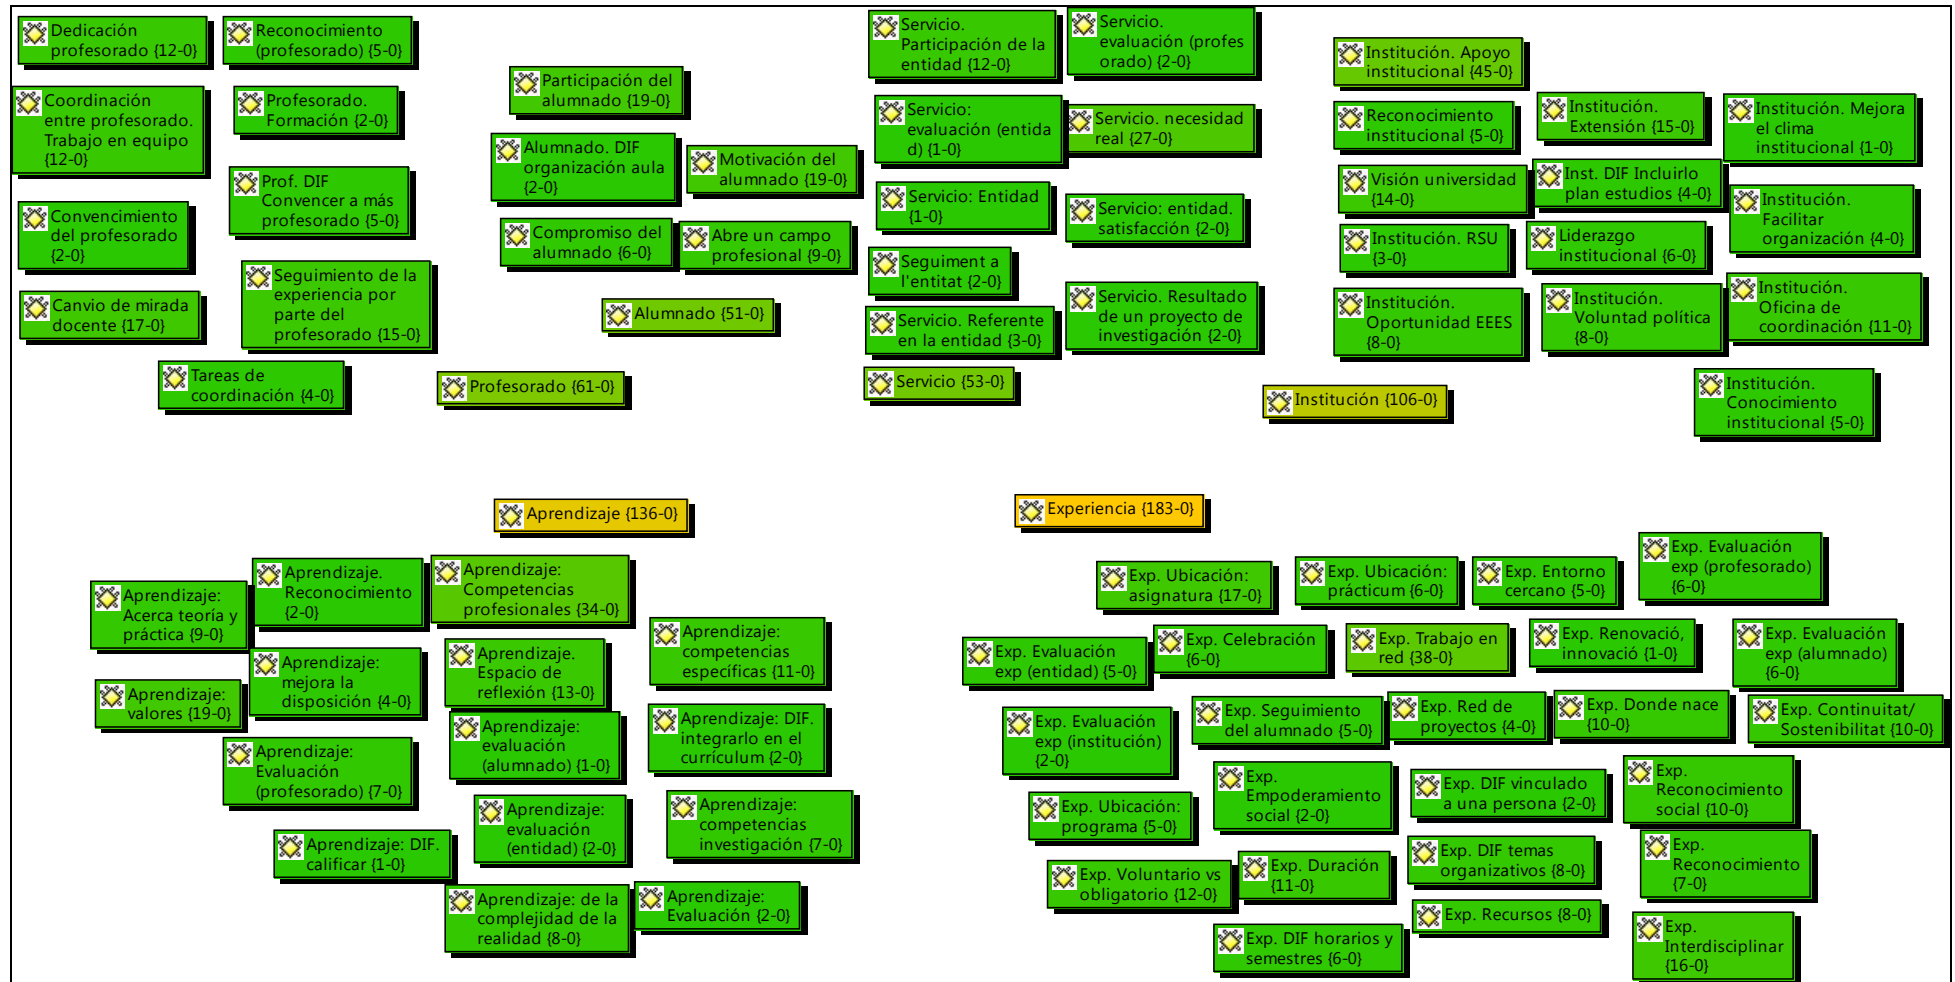 Dedicación
profesorado {12-0}
Reconocimiento
(profesorado) {5-0}
Coordinación
entre profesorado.
Trabajo en equipo
{12-0}
Profesorado.
Formación {2-0}
Prof. DIF
Convencer a más
profesorado {5-0}
Convencimiento
del profesorado
{2-0}
Seguimiento de la
experiencia por
parte del
profesorado {15-0}
Canvio de mirada
docente {17-0}
Tareas de
coordinación {4-0}
Profesorado {61-0}
Participación del
alumnado {19-0}
Alumnado. DIF
organización aula
{2-0}
Motivación del
alumnado {19-0}
Compromiso del
alumnado {6-0}
Abre un campo
profesional {9-0}
Alumnado {51-0}
Servicio.
Participación de la
entidad {12-0}
Servicio.
evaluación (profes
orado) {2-0}
Servicio:
evaluación (entida
d) {1-0}
Servicio. necesidad
real {27-0}
Servicio: Entidad
{1-0}
Servicio: entidad.
satisfacción {2-0}
Seguiment a
l'entitat {2-0}
Servicio. Resultado
de un proyecto de
investigación {2-0}
Servicio. Referente
en la entidad {3-0}
Servicio {53-0}
Institución. Apoyo
institucional {45-0}
Reconocimiento
institucional {5-0}
Institución.
Extensión {15-0}
Institución. Mejora
el clima
institucional {1-0}
Visión universidad
{14-0}
Inst. DIF Incluirlo
plan estudios {4-0}
Institución.
Facilitar
organización {4-0}
Institución. RSU
{3-0}
Liderazgo
institucional {6-0}
Institución.
Oportunidad EEES
{8-0}
Institución.
Voluntad política
{8-0}
Institución.
Oficina de
coordinación {11-0}
Institución {106-0}
Institución.
Conocimiento
institucional {5-0}
Aprendizaje {136-0}
Experiencia {183-0}
Aprendizaje:
Acerca teoría y
práctica {9-0}
Aprendizaje.
Reconocimiento
{2-0}
Aprendizaje:
Competencias
profesionales {34-0}
Aprendizaje:
mejora la
disposición {4-0}
Aprendizaje.
Espacio de
reflexión {13-0}
Aprendizaje:
competencias
específicas {11-0}
Aprendizaje:
valores {19-0}
Aprendizaje:
evaluación
(alumnado) {1-0}
Aprendizaje: DIF.
integrarlo en el
currículum {2-0}
Aprendizaje:
Evaluación
(profesorado) {7-0}
Aprendizaje:
evaluación
(entidad) {2-0}
Aprendizaje:
competencias
investigación {7-0}
Aprendizaje: DIF.
calificar {1-0}
Aprendizaje: de la
complejidad de la
realidad {8-0}
Aprendizaje:
Evaluación {2-0}
Exp. Ubicación:
asignatura {17-0}
Exp. Ubicación:
prácticum {6-0}
Exp. Entorno
cercano {5-0}
Exp. Evaluación
exp (profesorado)
{6-0}
Exp. Evaluación
exp (entidad) {5-0}
Exp. Celebración
{6-0}
Exp. Trabajo en
red {38-0}
Exp. Renovació,
innovació {1-0}
Exp. Evaluación
exp (alumnado)
{6-0}
Exp. Evaluación
exp (institución)
{2-0}
Exp. Seguimiento
del alumnado {5-0}
Exp. Red de
proyectos {4-0}
Exp. Donde nace
{10-0}
Exp. Continuitat/
Sostenibilitat {10-0}
Exp. Ubicación:
programa {5-0}
Exp.
Empoderamiento
social {2-0}
Exp. DIF vinculado
a una persona {2-0}
Exp.
Reconocimiento
social {10-0}
Exp. Voluntario vs
obligatorio {12-0}
Exp. Duración
{11-0}
Exp. DIF temas
organizativos {8-0}
Exp.
Reconocimiento
{7-0}
Exp. Recursos {8-0}
Exp. DIF horarios y
semestres {6-0}
Exp.
Interdisciplinar
{16-0}